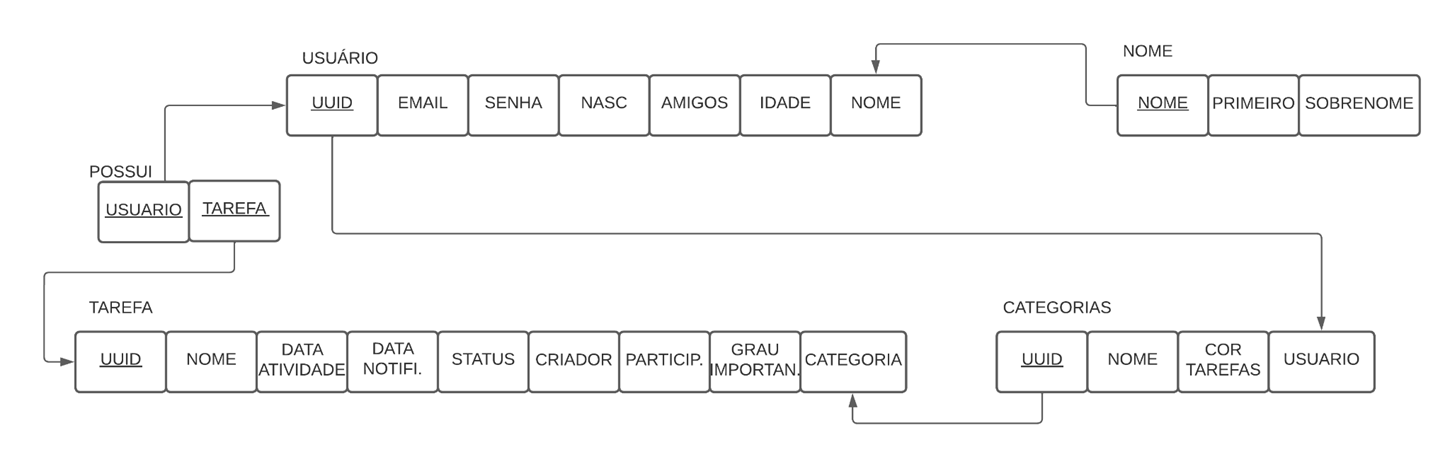 USUÁRIO
UUID EMAIL SENHA NASC AMIGOS IDADE NOME
NOME
NOME PRIMEIRO SOBRENOME
POSSUI
USUARIO TAREFA
TAREFA
UUID
NOME
DATA
ATIVIDADE
DATA
NOTIFI.
STATUS
CRIADOR
PARTICIP.
GRAU
IMPORTAN.
CATEGORIA
CATEGORIAS
UUID
NOME
COR
TAREFAS
USUARIO